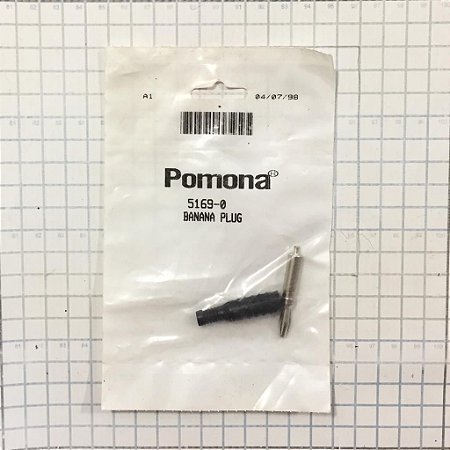 A1 04/07/98
Pomona®
5169-0
BANANA PLUG